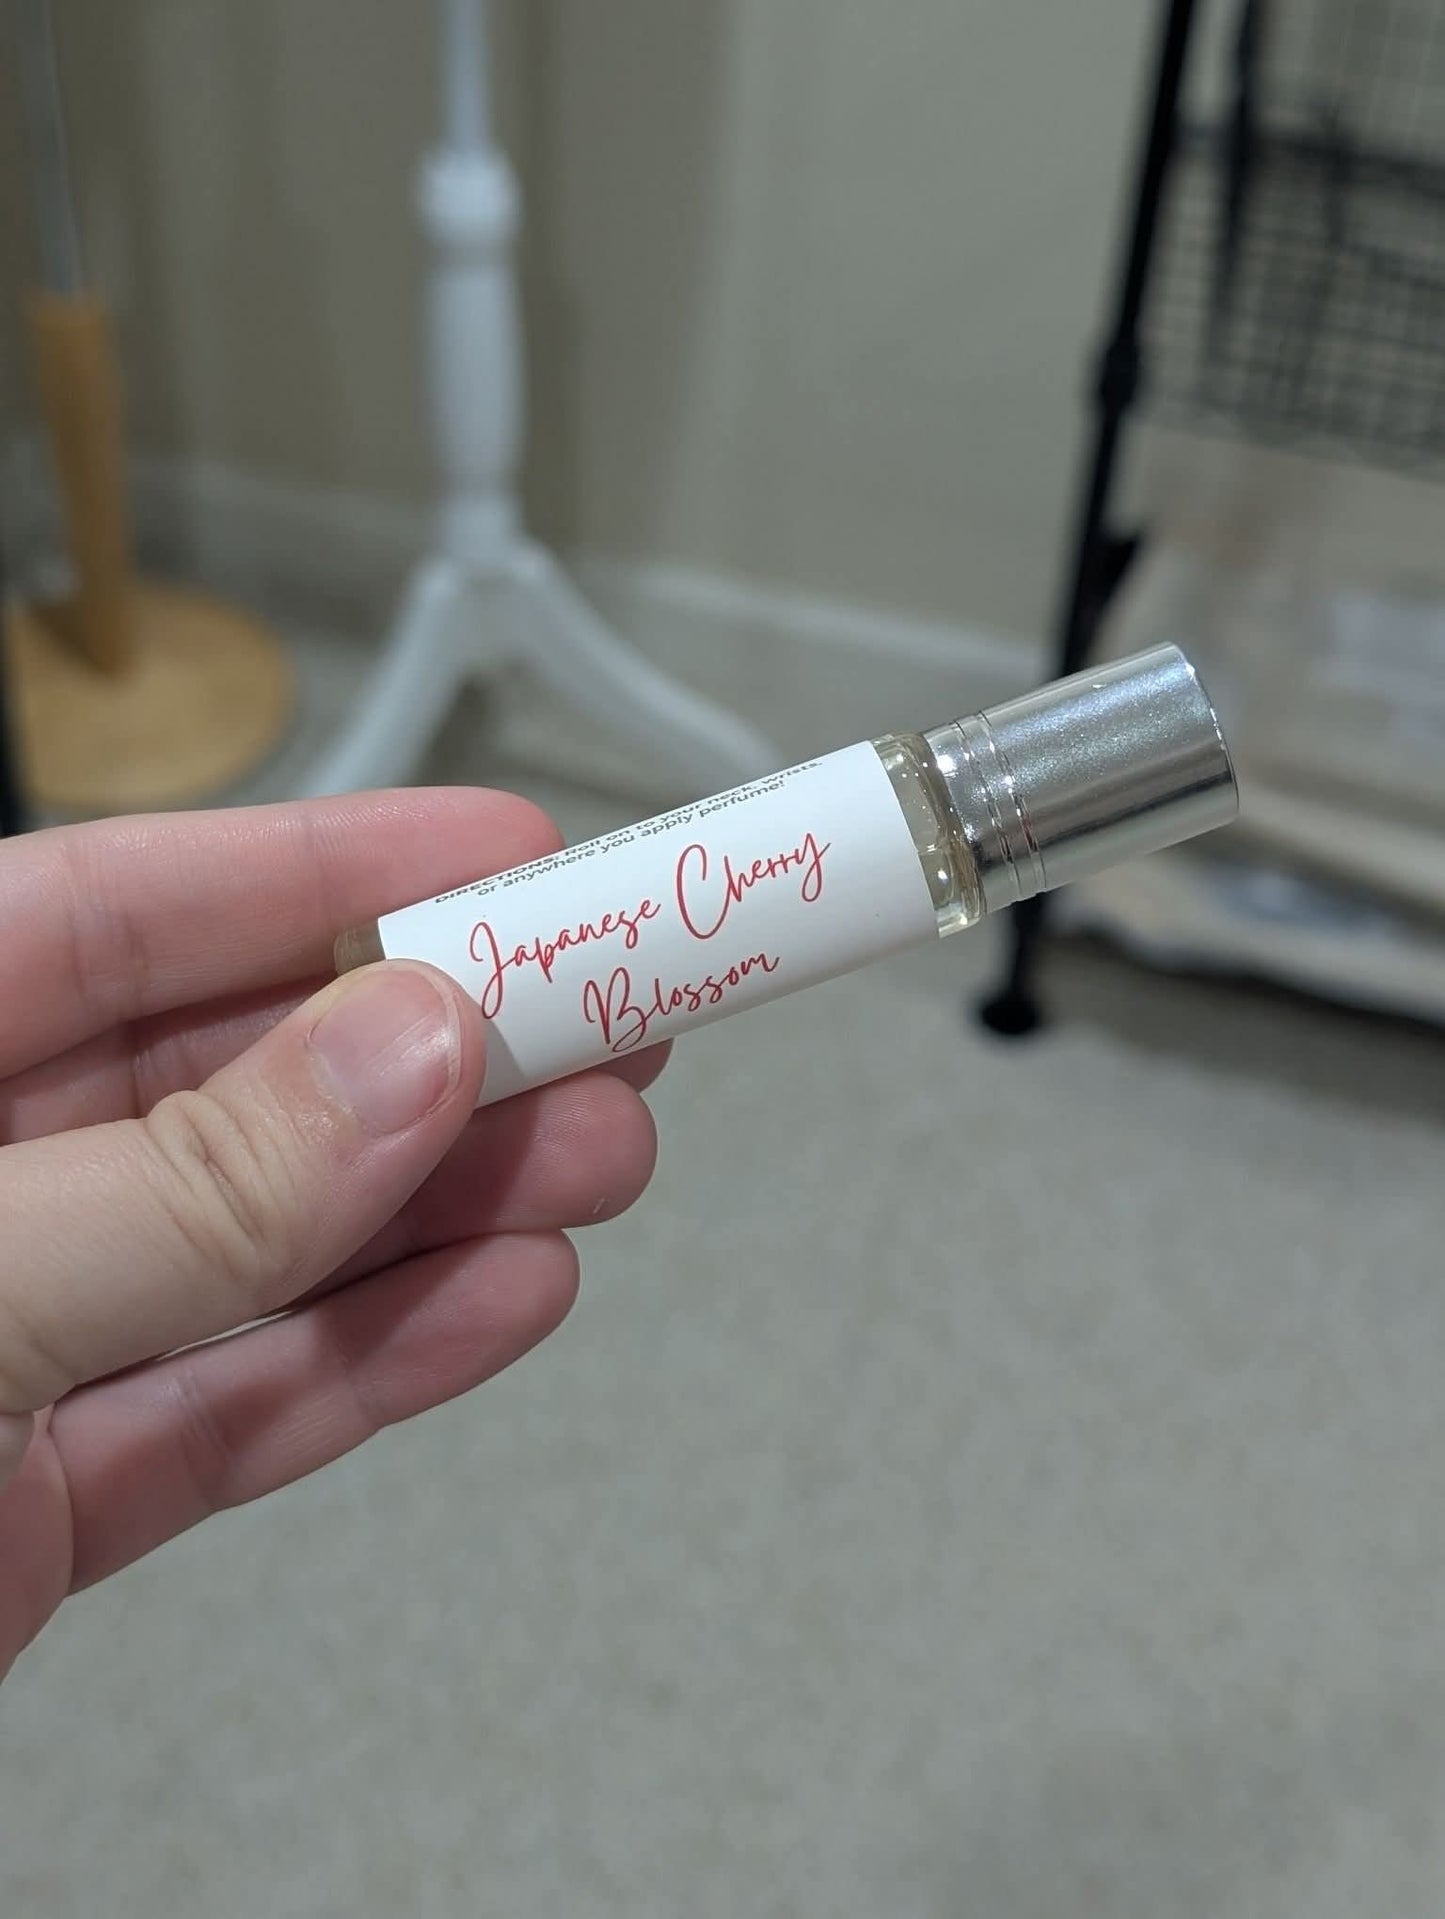 DIRECTIONS: Roll on to your neck, wrists,
or anywhere you apply perfume!
Japanese Cherry
Blossom